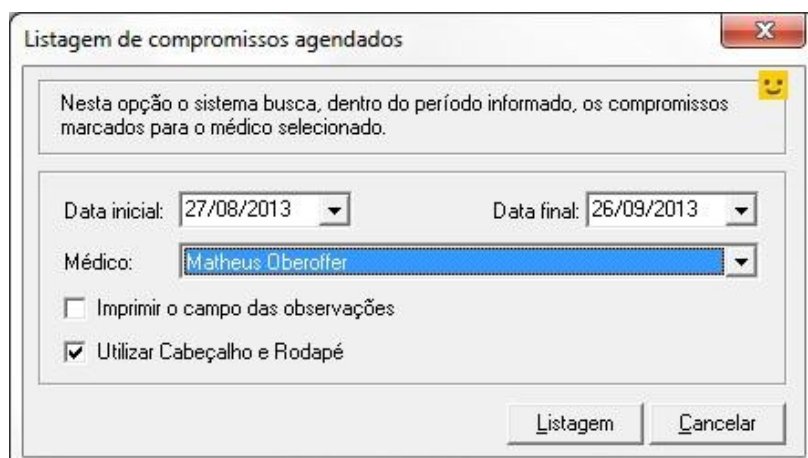 Listagem de compromissos agendados
Nesta opção o sistema busca, dentro do período informado, os compromissos
marcados para o médico selecionado.
Data inicial: 27/08/2013 Data final: 26/09/2013
Médico: Matheus Oberoffer
Imprimir o campo das observações
Utilizar Cabeçalho e Rodapé
Listagem Cancelar